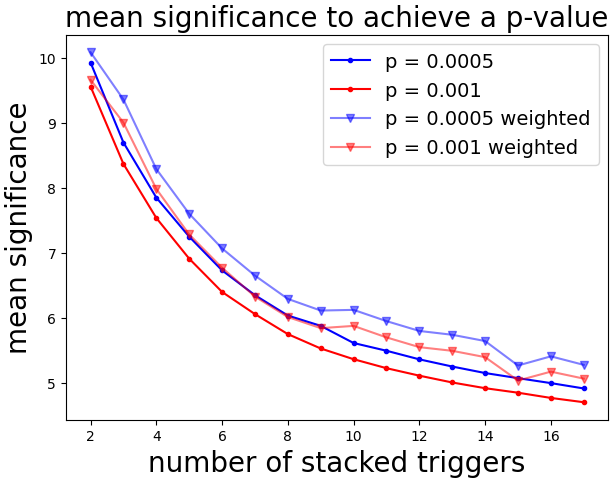 mean significance to achieve a p-value
10
9
8
7
6
5
mean significance
p = 0.0005
p = 0.001
p = 0.0005 weighted
p = 0.001 weighted
2 4 6 8 10 12 14 16
number of stacked triggers